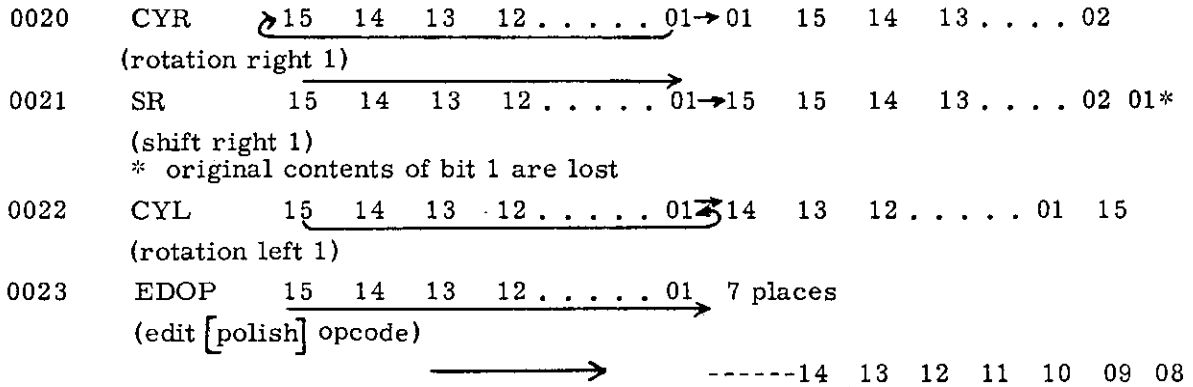 0020 CYR 15 14 13 12 . . . . . 01→ 01 15 14 13 . . . . 02
(rotation right 1)
0021 SR 15 14 13 12 . . . . . 01→15 15 14 13 . . . . 02 01*
(shift right 1)
* original contents of bit 1 are lost
0022 CYL 15 14 13 12 . . . . . 01 14 13 12 . . . . . 01 15
(rotation left 1)
0023 EDOP 15 14 13 12 . . . . . 01 7 places
(edit [polish] opcode)
------14 13 12 11 10 09 08